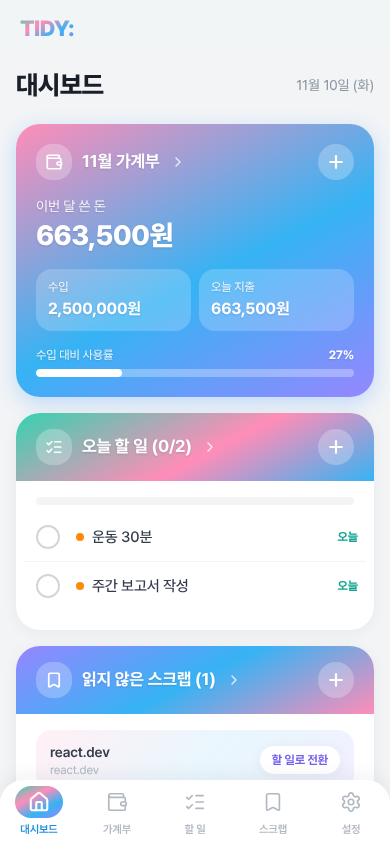 TIDY:
대시보드
11월 10일 (화)
11월 가계부
이번 달 쓴 돈
663,500원
수입
2,500,000원
오늘 지출
663,500원
수입 대비 사용률
27%
오늘 할 일 (0/2)
운동 30분
오늘
주간 보고서 작성
오늘
읽지 않은 스크랩 (1)
react.dev
react.dev
할 일로 전환
대시보드
가계부
할 일
스크랩
설정